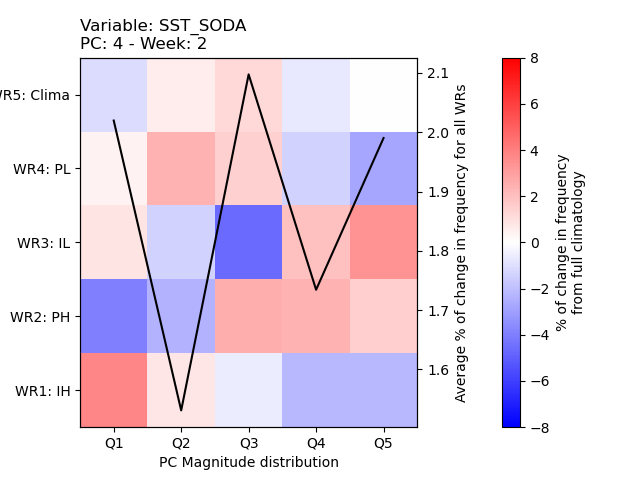 Variable: SST_SODA
PC: 4 - Week: 2
WR5: Clima
WR4: PL
WR3: IL
WR2: PH
WR1: IH
Q1 Q2 Q3 Q4 Q5
PC Magnitude distribution
2.1
2.0
1.9
1.8
1.7
1.6
Average % of change in frequency for all WRs
8
6
4
2
0
−2
−4
−6
−8
% of change in frequency
from full climatology